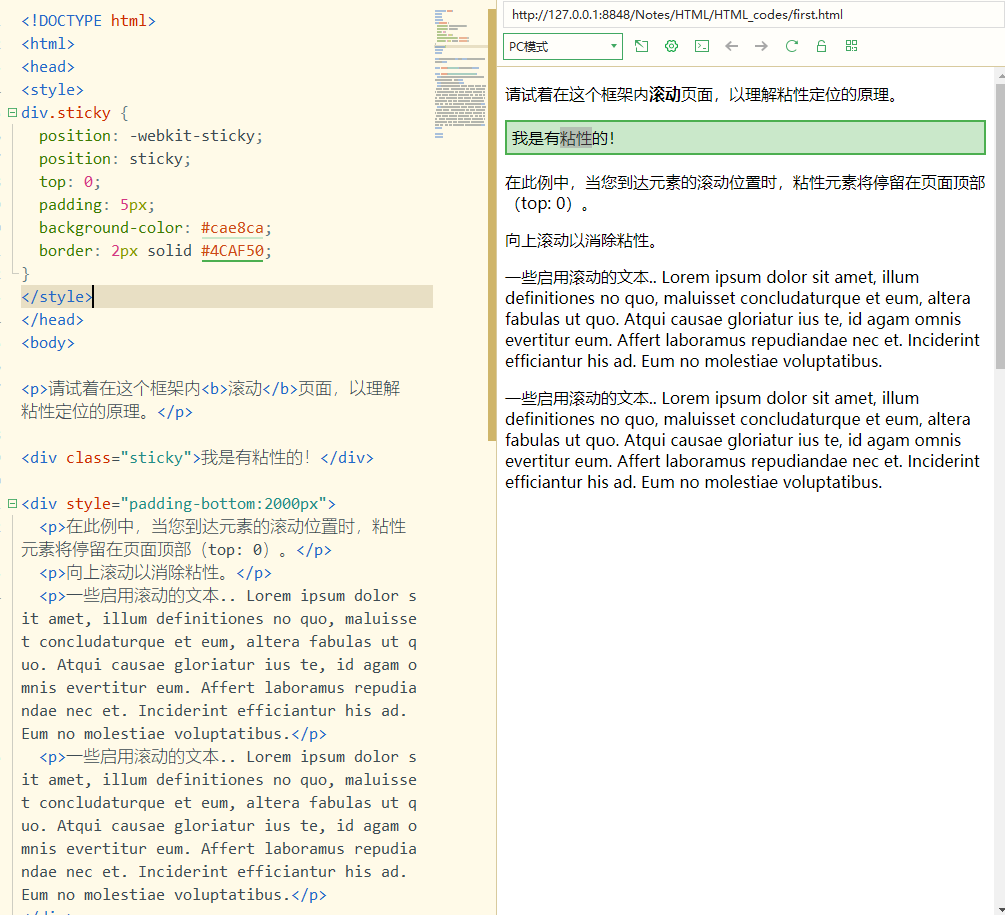 <!DOCTYPE html>
<html>
<head>
<style>
div.sticky {
  position: -webkit-sticky;
  position: sticky;
  top: 0;
  padding: 5px;
  background-color: #cae8ca;
  border: 2px solid #4CAF50;
}
</style>
</head>
<body>
<p>请试着在这个框架内<b>滚动</b>页面，以理解
粘性定位的原理。</p>
<div class="sticky">我是有粘性的！</div>
<div style="padding-bottom:2000px">
  <p>在此例中，当您到达元素的滚动位置时，粘性
元素将停留在页面顶部（top: 0）。</p>
  <p>向上滚动以消除粘性。</p>
  <p>一些启用滚动的文本.. Lorem ipsum dolor s
it amet, illum definitiones no quo, maluisse
t concludaturque et eum, altera fabulas ut q
uo. Atqui causae gloriatur ius te, id agam o
mnis evertitur eum. Affert laboramus repudia
ndae nec et. Inciderint efficiantur his ad.
Eum no molestiae voluptatibus.</p>
  <p>一些启用滚动的文本.. Lorem ipsum dolor s
it amet, illum definitiones no quo, maluisse
t concludaturque et eum, altera fabulas ut q
uo. Atqui causae gloriatur ius te, id agam o
mnis evertitur eum. Affert laboramus repudia
ndae nec et. Inciderint efficiantur his ad.
Eum no molestiae voluptatibus.</p>
http://127.0.0.1:8848/Notes/HTML/HTML_codes/first.html
PC模式
请试着在这个框架内滚动页面，以理解粘性定位的原理。
我是有粘性的！
在此例中，当您到达元素的滚动位置时，粘性元素将停留在页面顶部
（top: 0）。
向上滚动以消除粘性。
一些启用滚动的文本.. Lorem ipsum dolor sit amet, illum
definitiones no quo, maluisset concludaturque et eum, altera
fabulas ut quo. Atqui causae gloriatur ius te, id agam omnis
evertitur eum. Affert laboramus repudiandae nec et. Inciderint
efficiantur his ad. Eum no molestiae voluptatibus.
一些启用滚动的文本.. Lorem ipsum dolor sit amet, illum
definitiones no quo, maluisset concludaturque et eum, altera
fabulas ut quo. Atqui causae gloriatur ius te, id agam omnis
evertitur eum. Affert laboramus repudiandae nec et. Inciderint
efficiantur his ad. Eum no molestiae voluptatibus.